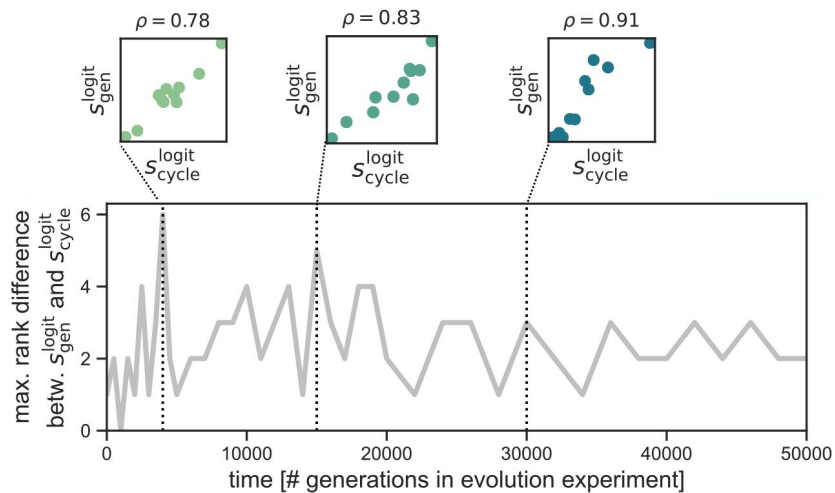 ρ = 0.78
ρ = 0.83
ρ = 0.91
s_gen^logit
s_gen^logit
s_gen^logit
s_cycle^logit
s_cycle^logit
s_cycle^logit
max. rank difference
betw. s_gen^logit and s_cycle^logit
6
4
2
0
0
10000
20000
30000
40000
50000
time [# generations in evolution experiment]